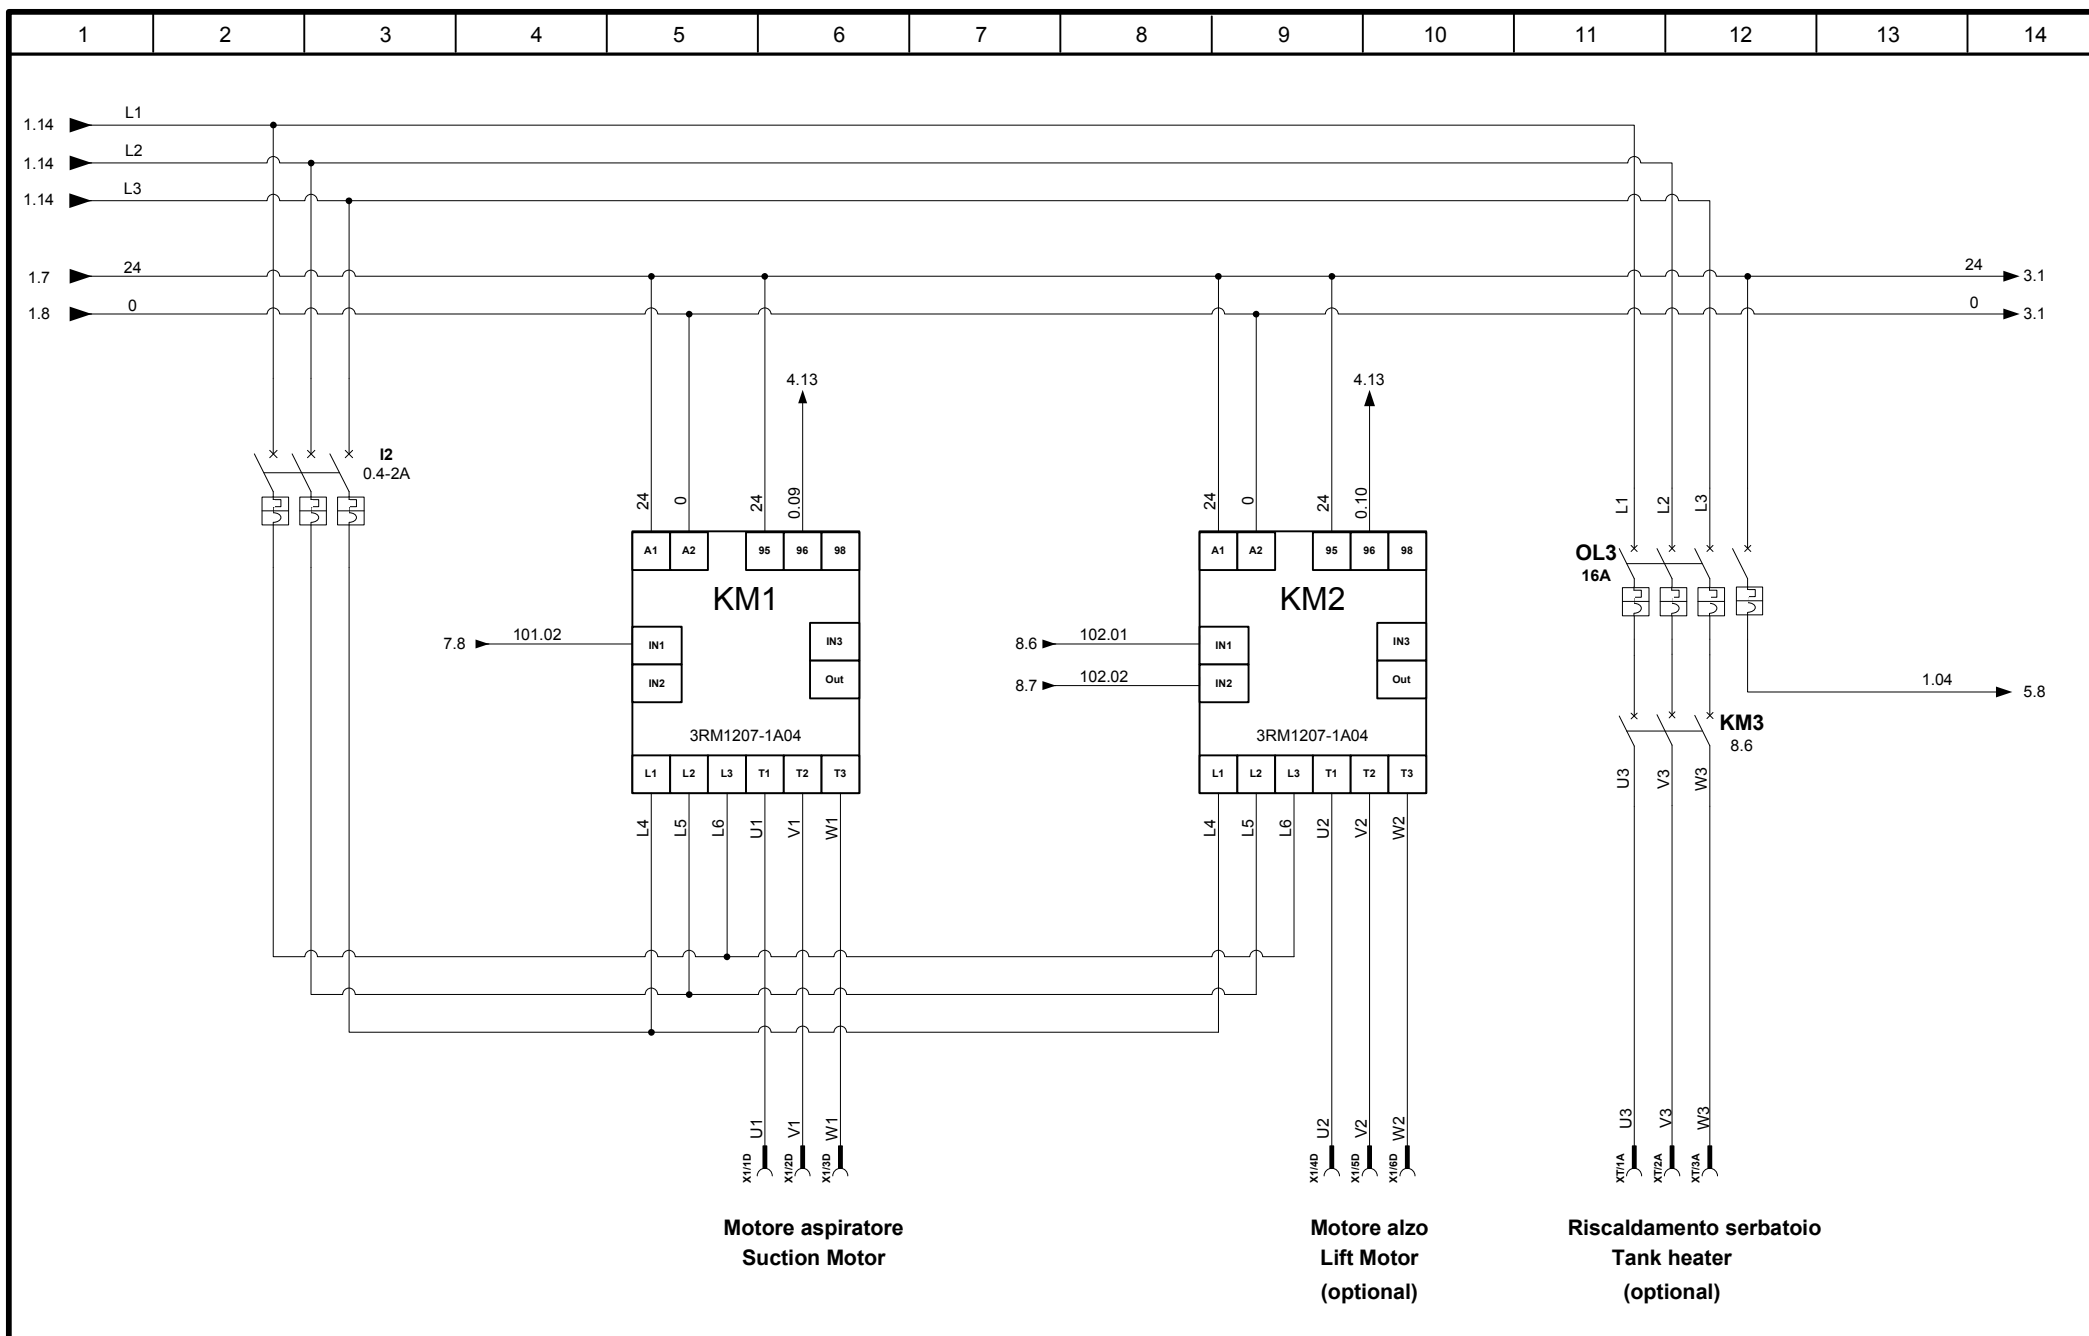 1 2 3 4 5 6 7 8 9 10 11 12 13 14
1.14 L1
1.14 L2
1.14 L3
1.7 24 24 3.1
1.8 0 0 3.1
4.13 4.13
I2
0.4-2A
24 0 24 0.09 24 0 24 0.10 L1 L2 L3
A1 A2 95 96 98 A1 A2 95 96 98 OL3
16A
KM1 KM2
7.8 101.02 IN1 IN3 8.6 102.01 IN1 IN3
IN2 Out 8.7 102.02 IN2 Out 1.04 5.8
3RM1207-1A04 3RM1207-1A04 KM3
8.6
L1 L2 L3 T1 T2 T3 L1 L2 L3 T1 T2 T3 U3 V3 W3
L4 L5 L6 U1 V1 W1 L4 L5 L6 U2 V2 W2
U1 V1 W1 U2 V2 W2 U3 V3 W3
X1/1D X1/2D X1/3D X1/4D X1/5D X1/6D XT/1A XT/2A XT/3A
Motore aspiratore Motore alzo Riscaldamento serbatoio
Suction Motor Lift Motor Tank heater
(optional) (optional)